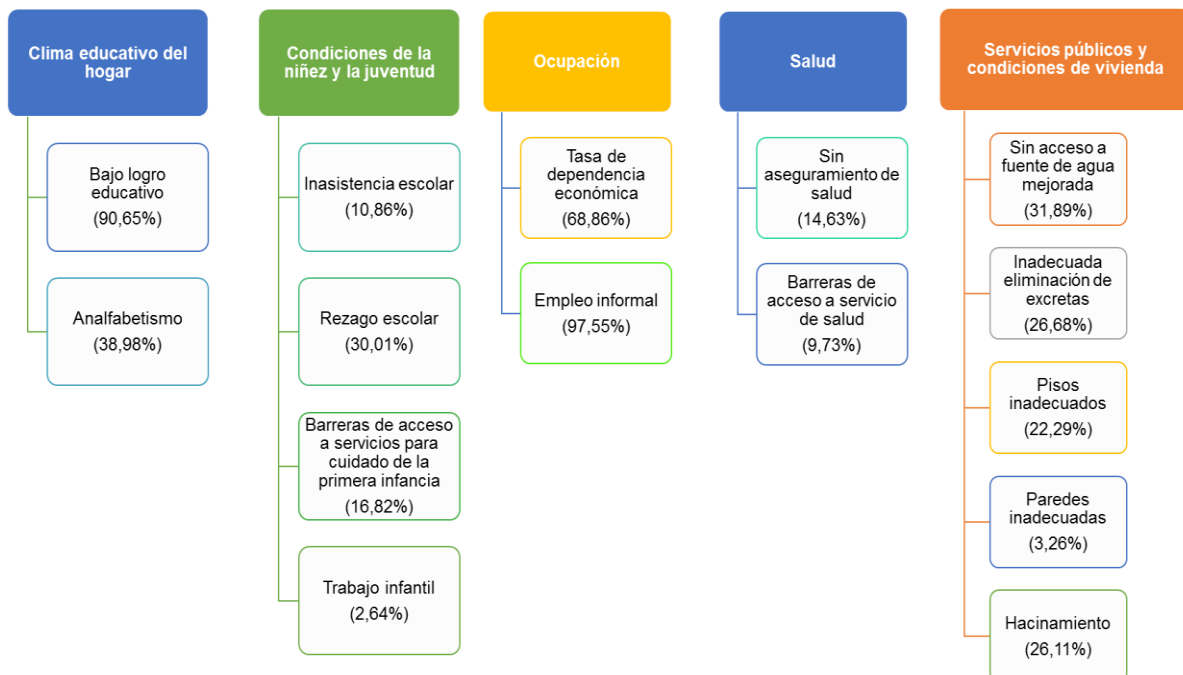 Clima educativo del
hogar
Bajo logro
educativo
(90,65%)
Analfabetismo
(38,98%)
Condiciones de la
niñez y la juventud
Inasistencia escolar
(10,86%)
Rezago escolar
(30,01%)
Barreras de acceso
a servicios para
cuidado de la
primera infancia
(16,82%)
Trabajo infantil
(2,64%)
Ocupación
Tasa de
dependencia
económica
(68,86%)
Empleo informal
(97,55%)
Salud
Sin
aseguramiento de
salud
(14,63%)
Barreras de
acceso a servicio
de salud
(9,73%)
Servicios públicos y
condiciones de vivienda
Sin acceso a
fuente de agua
mejorada
(31,89%)
Inadecuada
eliminación de
excretas
(26,68%)
Pisos
inadecuados
(22,29%)
Paredes
inadecuadas
(3,26%)
Hacinamiento
(26,11%)